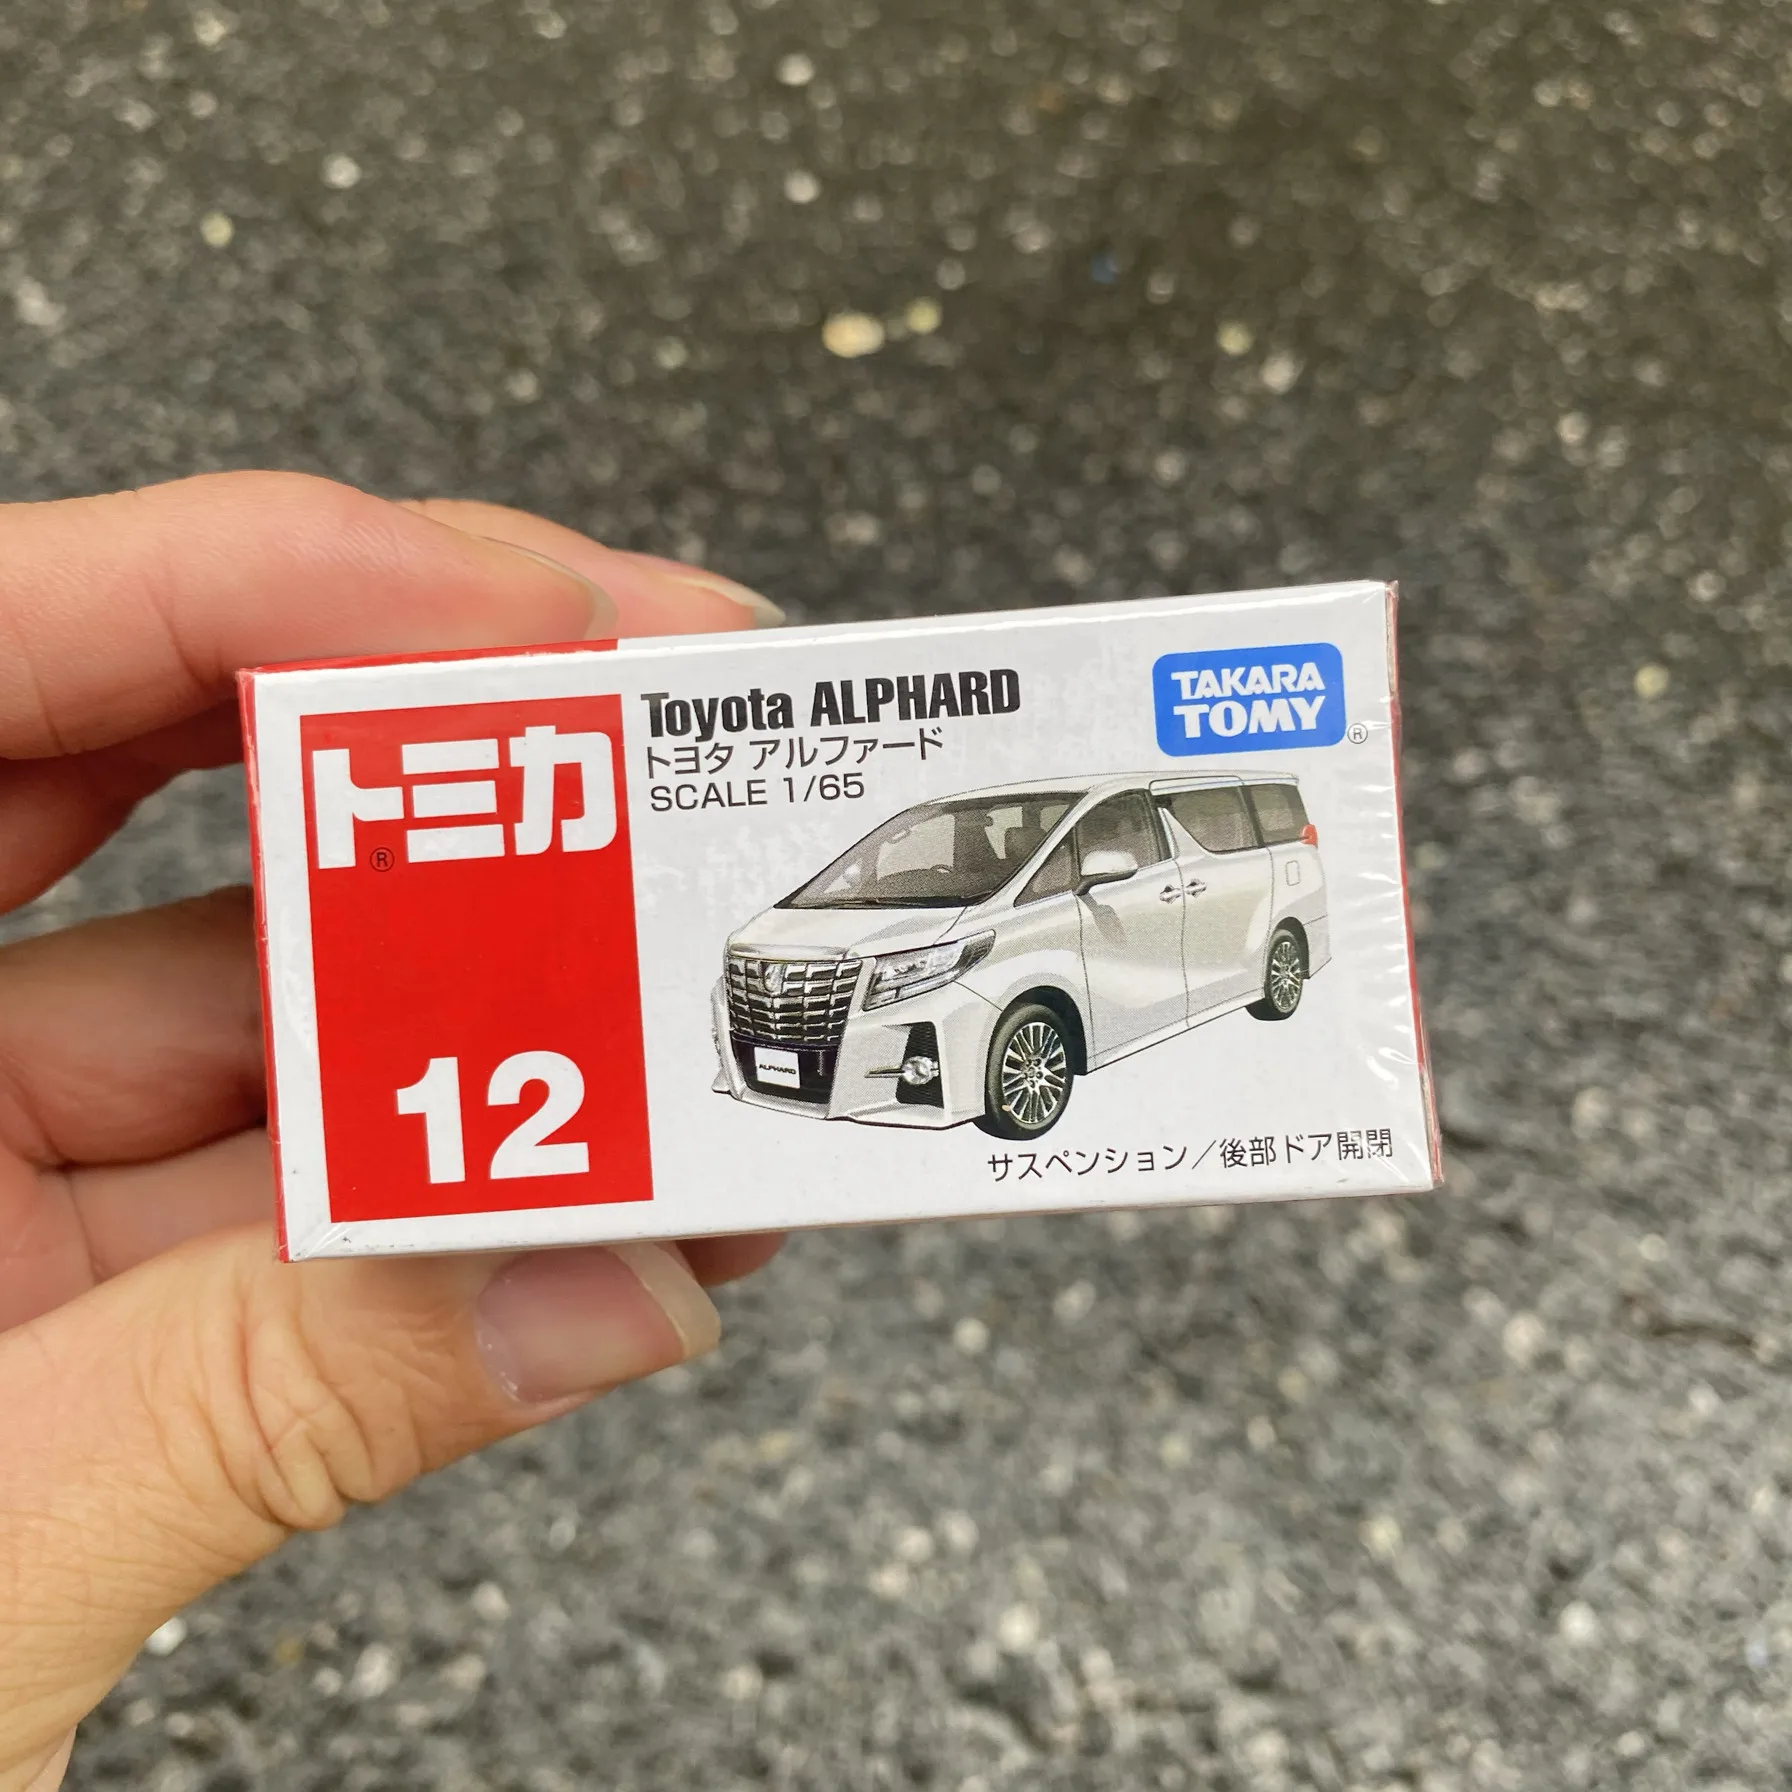 トミカ
®
12
Toyota ALPHARD
トヨタ アルファード
SCALE 1/65
TAKARA
TOMY
®
ALPHARD
サスペンション/後部ドア開閉